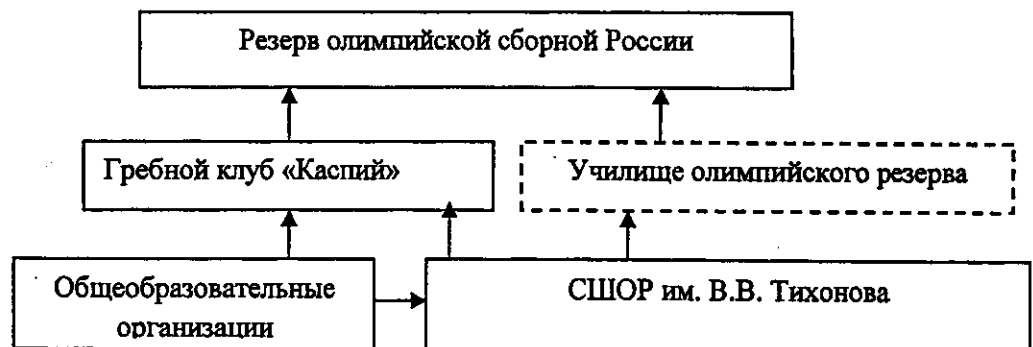 Резерв олимпийской сборной России
Гребной клуб «Каспий»
Училище олимпийского резерва
Общеобразовательные
организации
СШОР им. В.В. Тихонова